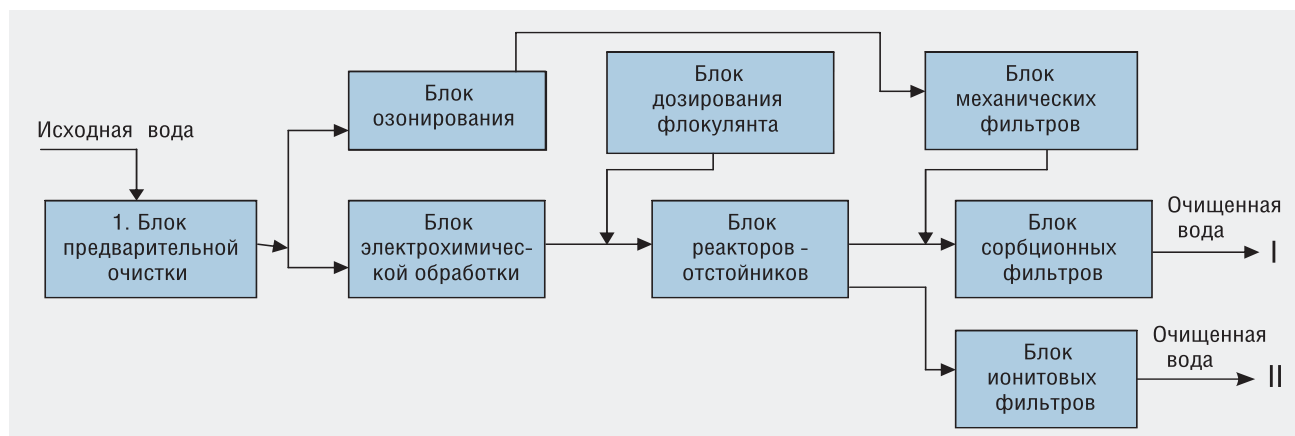 Исходная вода
1. Блок
предварительной
очистки
Блок
озонирования
Блок
электрохимичес-
кой обработки
Блок
дозирования
флокулянта
Блок
реакторов -
отстойников
Блок
механических
фильтров
Блок
сорбционных
фильтров
Очищенная
вода
I
Блок
ионитовых
фильтров
Очищенная
вода
II